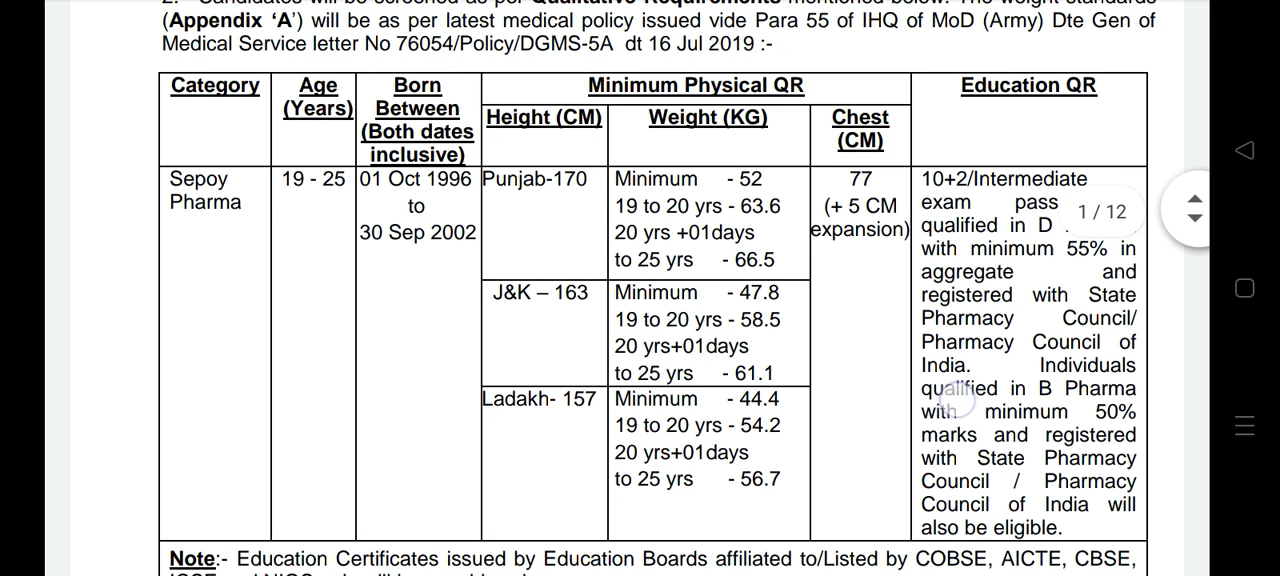 (Appendix ‘A’) will be as per latest medical policy issued vide Para 55 of IHQ of MoD (Army) Dte Gen of
Medical Service letter No 76054/Policy/DGMS-5A dt 16 Jul 2019 :-
Category
Age
(Years)
Born
Between
(Both dates
inclusive)
Minimum Physical QR
Height (CM)
Weight (KG)
Chest
(CM)
Education QR
Sepoy
Pharma
19 - 25
01 Oct 1996
to
30 Sep 2002
Punjab-170
Minimum - 52
19 to 20 yrs - 63.6
20 yrs +01days
to 25 yrs - 66.5
J&K – 163
Minimum - 47.8
19 to 20 yrs - 58.5
20 yrs+01days
to 25 yrs - 61.1
Ladakh- 157
Minimum - 44.4
19 to 20 yrs - 54.2
20 yrs+01days
to 25 yrs - 56.7
77
(+ 5 CM
expansion)
10+2/Intermediate
exam pass
qualified in D
with minimum 55% in
aggregate and
registered with State
Pharmacy Council/
Pharmacy Council of
India. Individuals
qualified in B Pharma
with minimum 50%
marks and registered
with State Pharmacy
Council / Pharmacy
Council of India will
also be eligible.
1 / 12
Note:- Education Certificates issued by Education Boards affiliated to/Listed by COBSE, AICTE, CBSE,